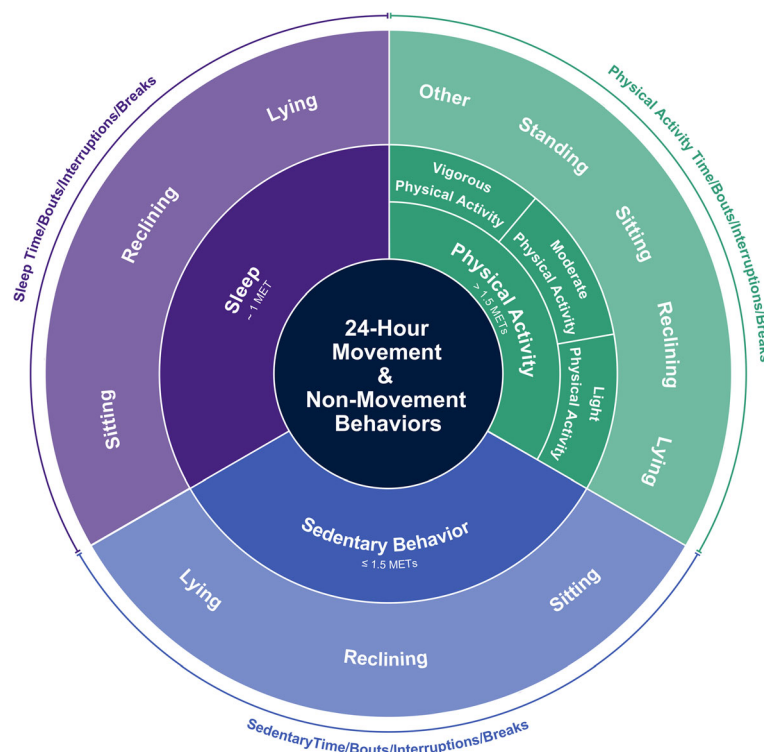 24-Hour
Movement
&
Non-Movement
Behaviors
Physical Activity
> 1.5 METs
Vigorous
Physical Activity
Moderate
Physical Activity
Light
Physical Activity
Other
Standing
Sitting
Reclining
Lying
Physical Activity Time/Bouts/Interruptions/Breaks
Sedentary Behavior
≤ 1.5 METs
Sitting
Reclining
Lying
SedentaryTime/Bouts/Interruptions/Breaks
Sleep
~ 1 MET
Sitting
Reclining
Lying
Sleep Time/Bouts/Interruptions/Breaks